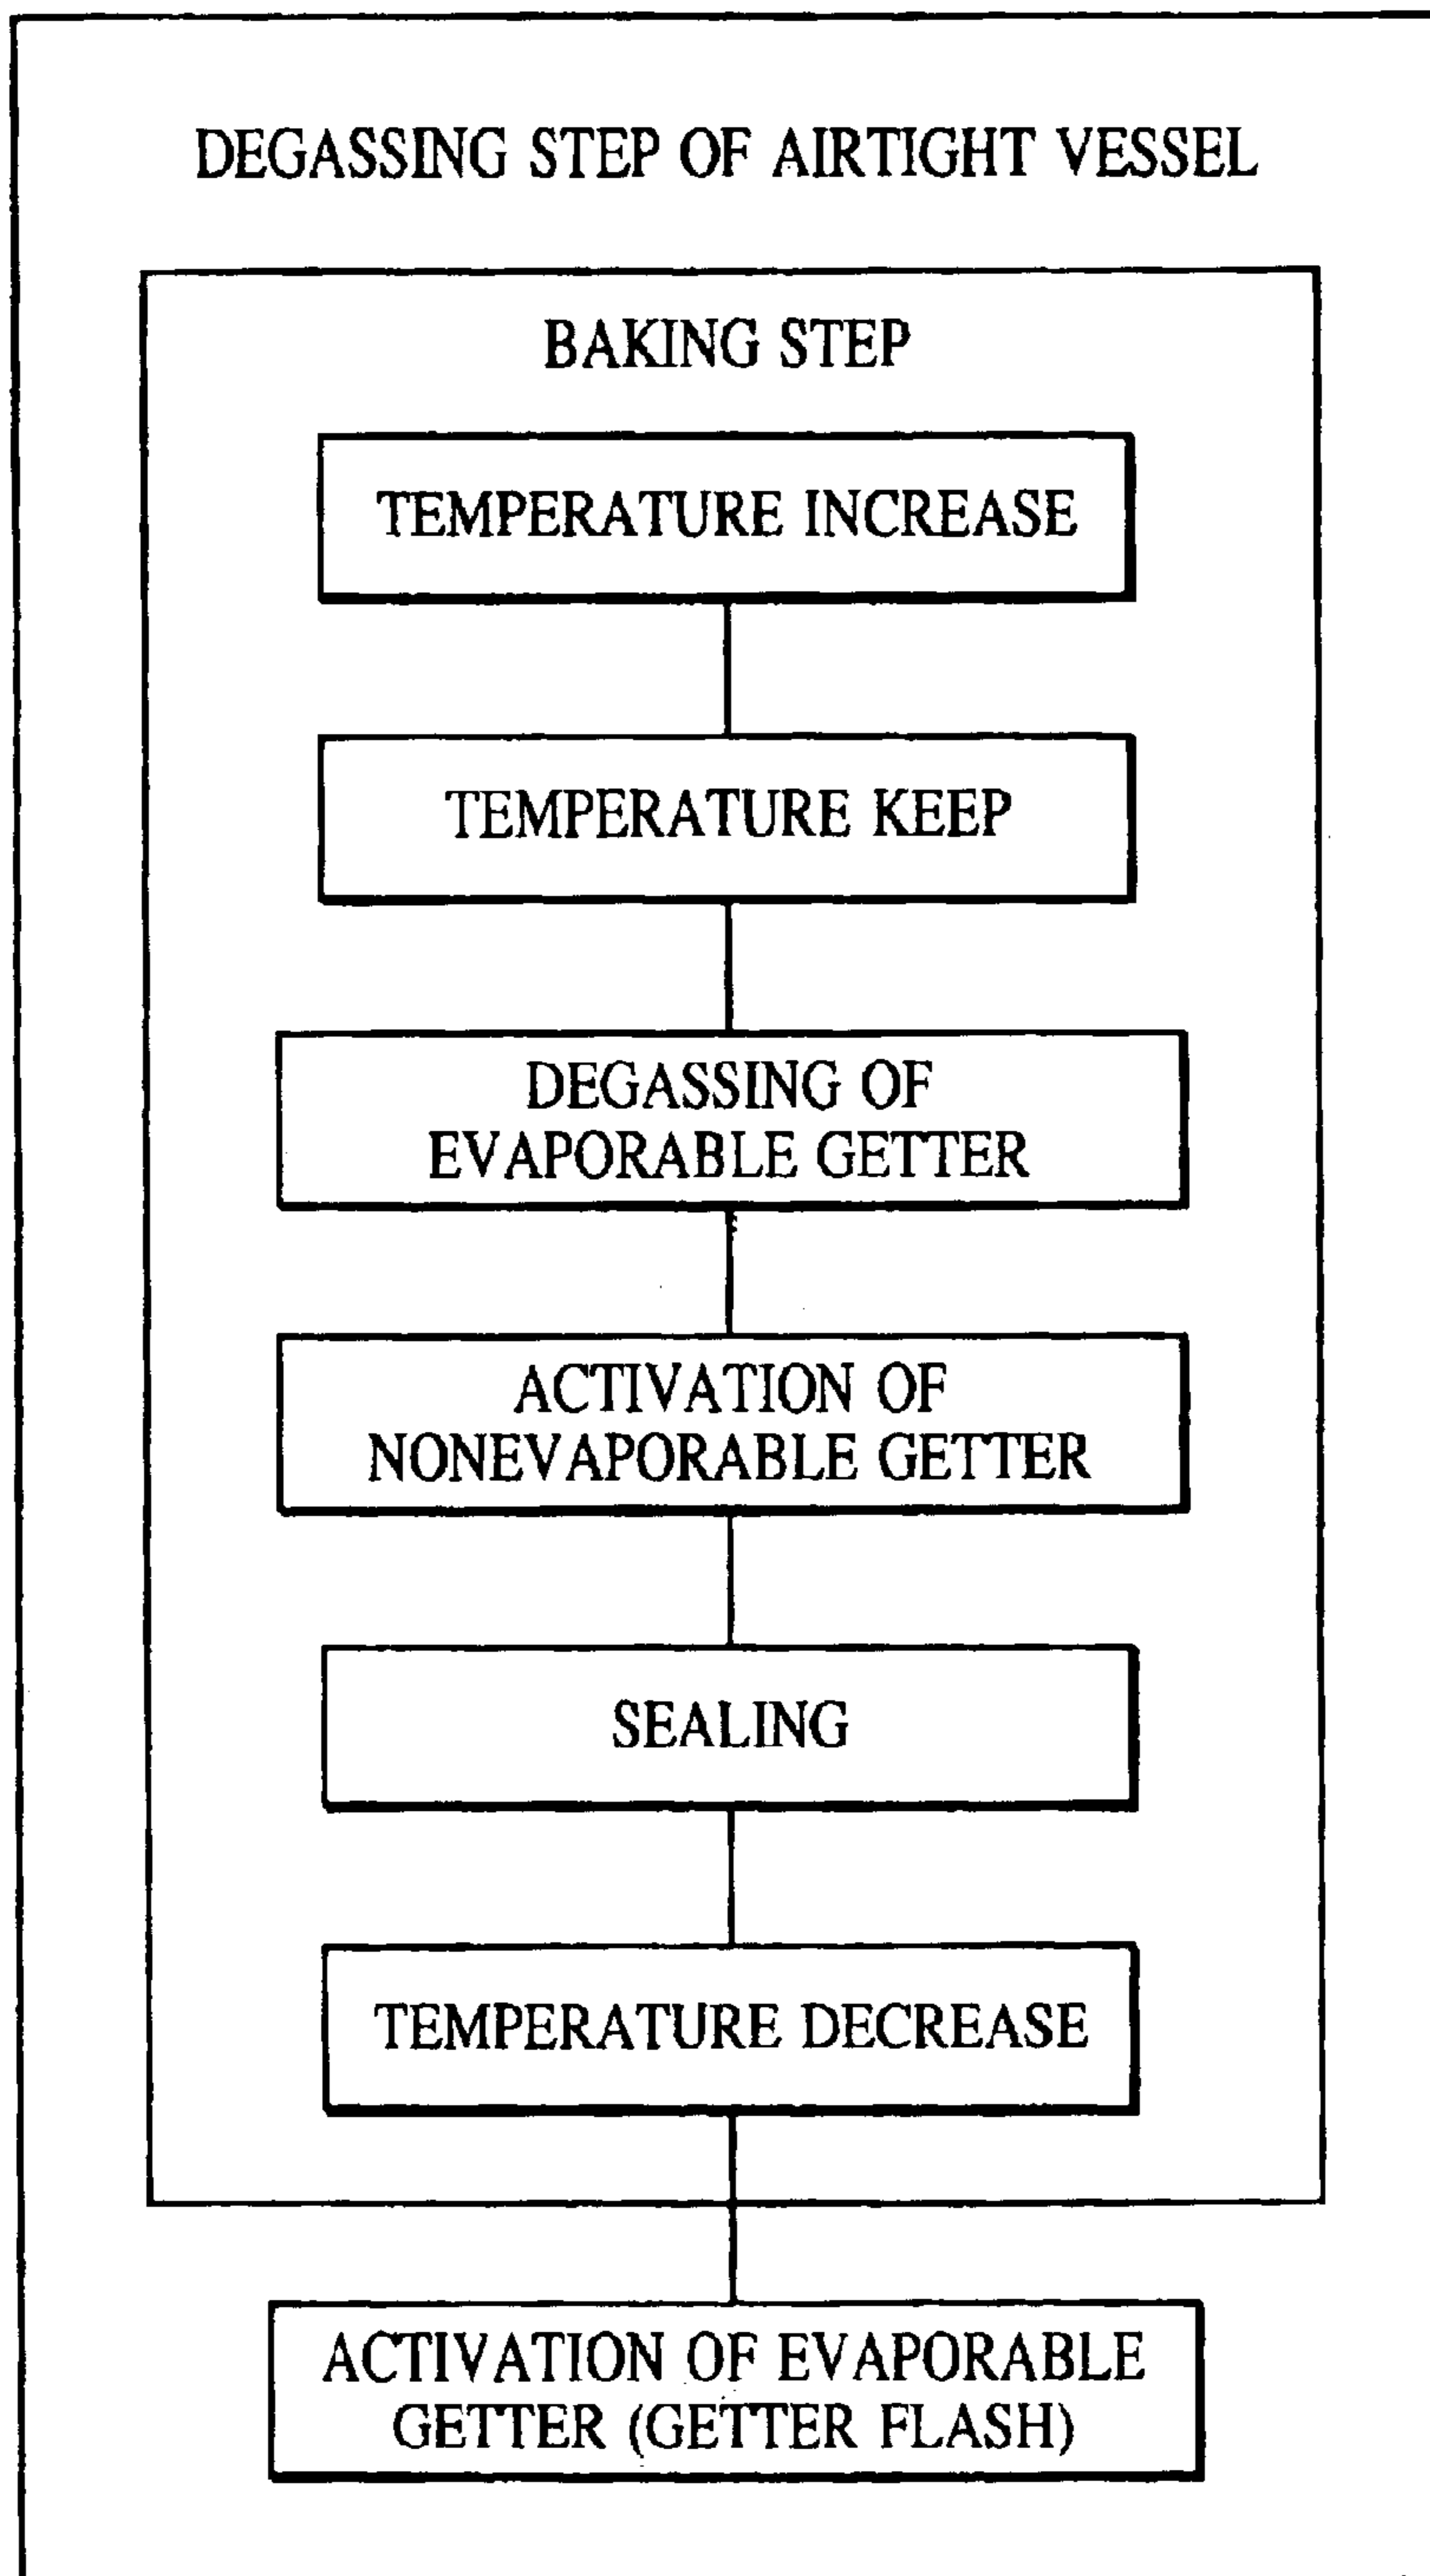 DEGASSING STEP OF AIRTIGHT VESSEL
BAKING STEP
TEMPERATURE INCREASE
TEMPERATURE KEEP
DEGASSING OF
EVAPORABLE GETTER
ACTIVATION OF
NONEVAPORABLE GETTER
SEALING
TEMPERATURE DECREASE
ACTIVATION OF EVAPORABLE
GETTER (GETTER FLASH)